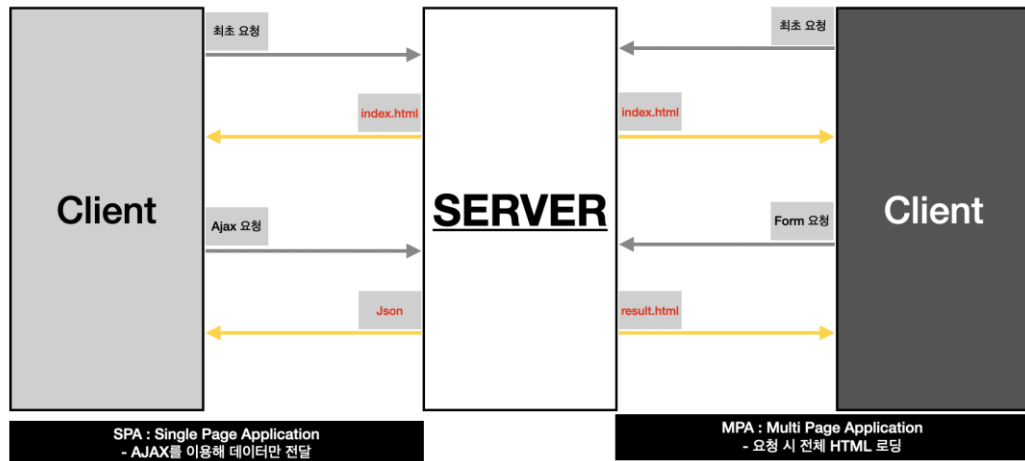 최초 요청
최초 요청
index.html
index.html
Client
SERVER
Client
Ajax 요청
Form 요청
Json
result.html
SPA : Single Page Application
- AJAX를 이용해 데이터만 전달
MPA : Multi Page Application
- 요청 시 전체 HTML 로딩